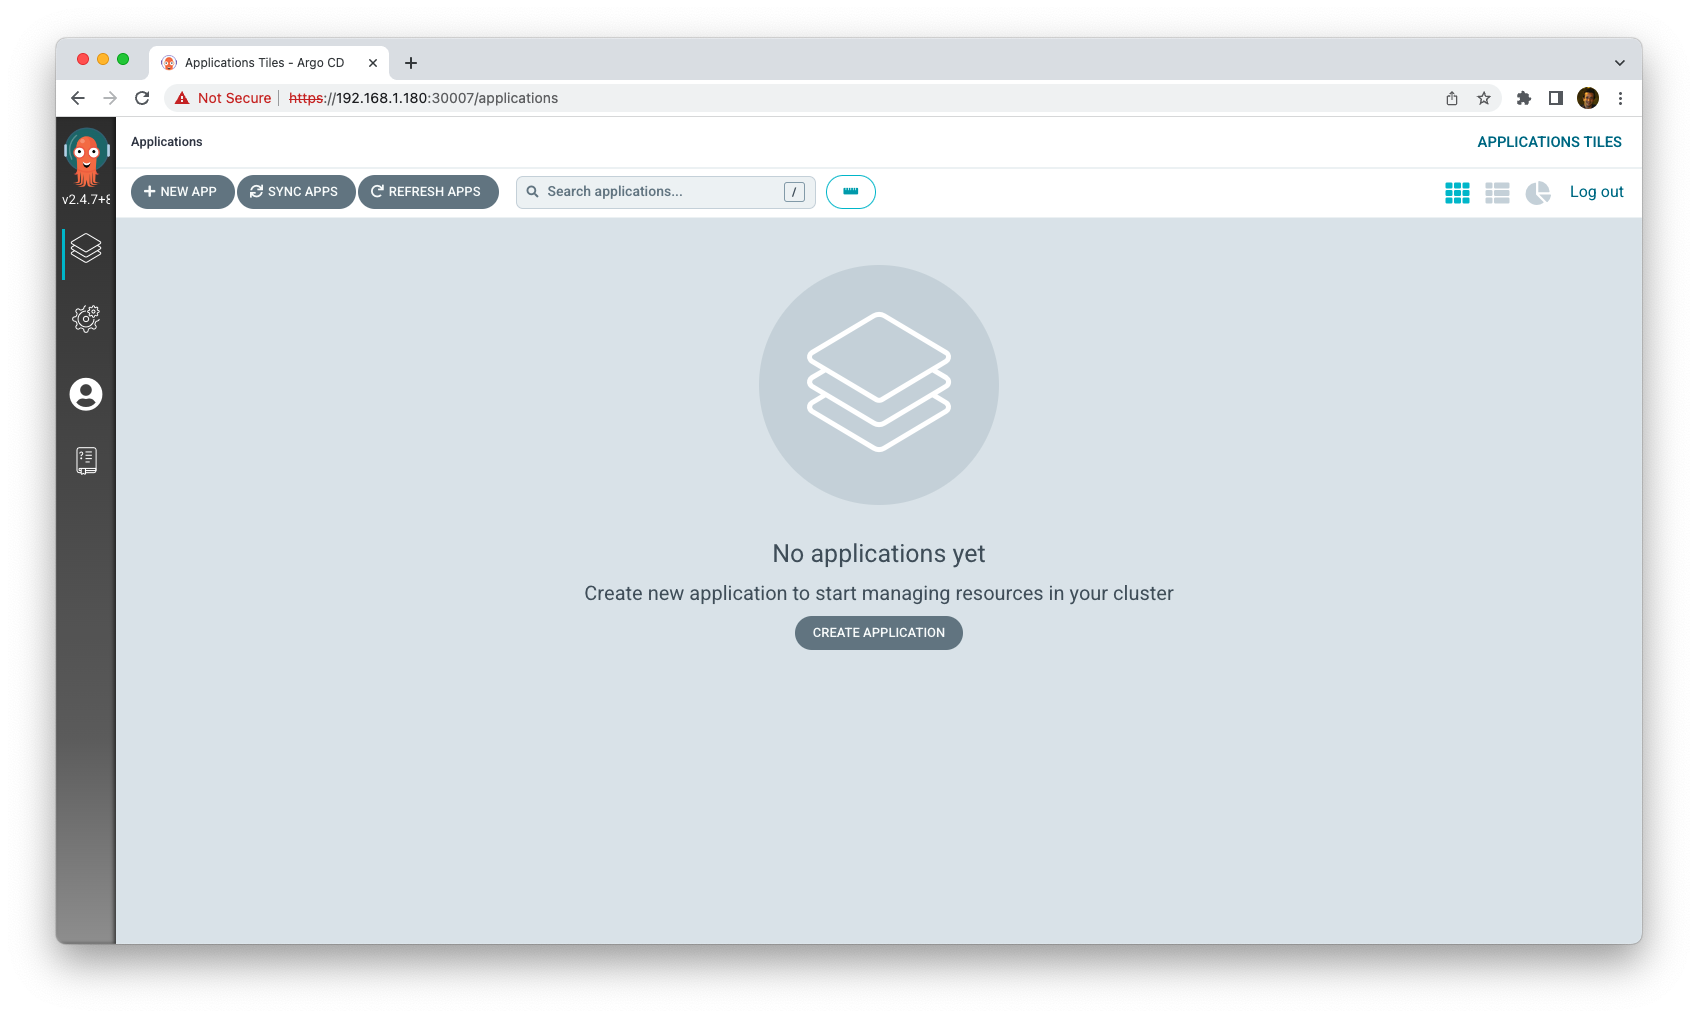 Applications Tiles - Argo CD
Not Secure https://192.168.1.180:30007/applications
Applications
APPLICATIONS TILES
v2.4.7+8
NEW APP
SYNC APPS
REFRESH APPS
Search applications...
/
Log out
No applications yet
Create new application to start managing resources in your cluster
CREATE APPLICATION